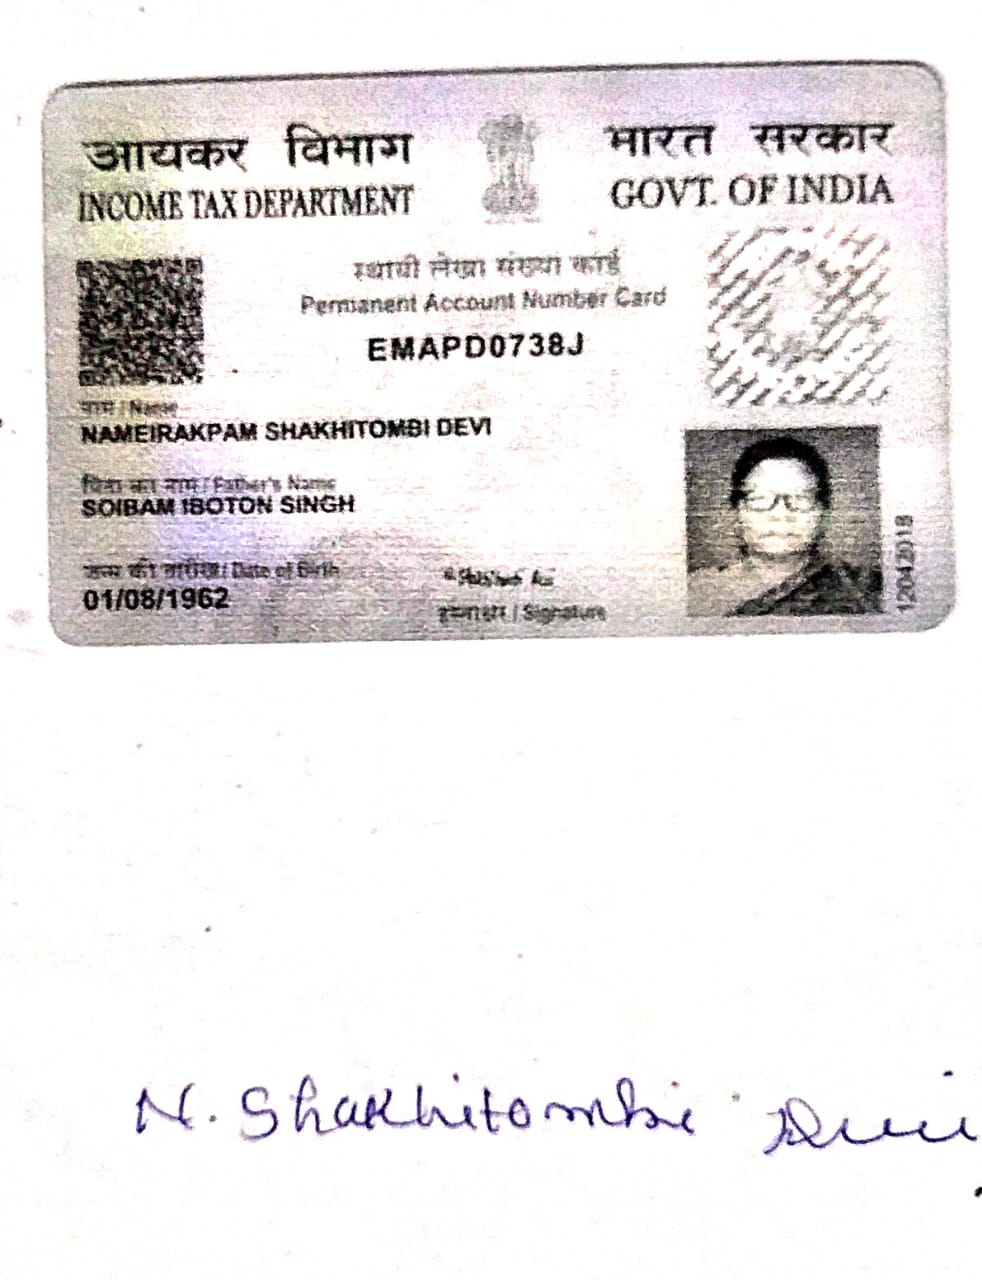 आयकर विभाग
INCOME TAX DEPARTMENT
भारत सरकार
GOVT. OF INDIA
स्थायी लेखा संख्या कार्ड
Permanent Account Number Card
EMAPD0738J
नाम / Name
NAMEIRAKPAM SHAKHITOMBI DEVI
पिता का नाम / Father's Name
SOIBAM IBOTON SINGH
जन्म की तारीख / Date of Birth
01/08/1962
हस्ताक्षर / Signature
12042018
N. Shakhitombi Devi